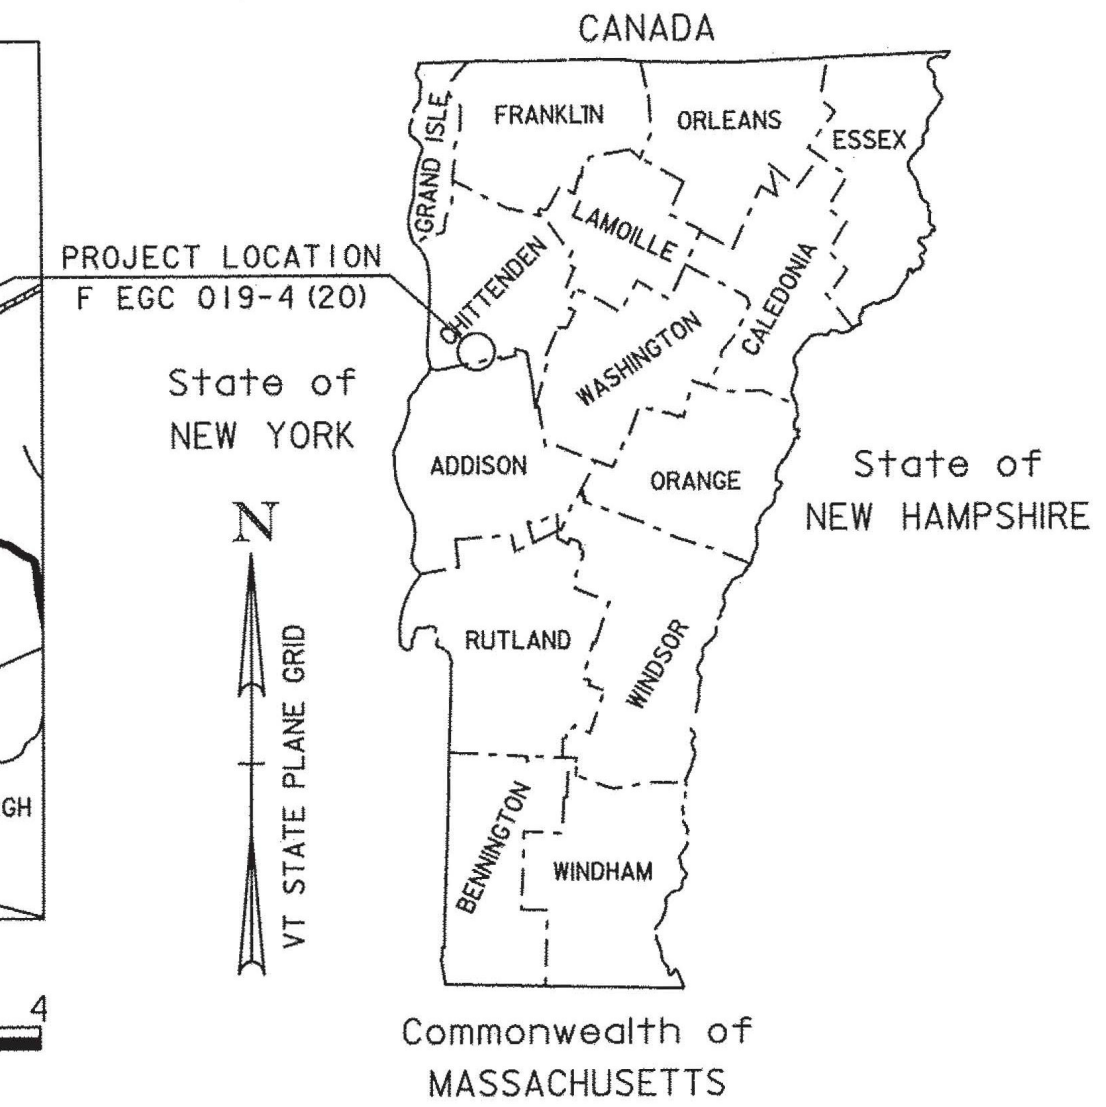 CANADA
GRAND ISLE
FRANKLIN
ORLEANS
ESSEX
LAMOILLE
PROJECT LOCATION
F EGC 019-4 (20)
CHITTENDEN
CALEDONIA
WASHINGTON
State of
NEW YORK
ADDISON
ORANGE
State of
NEW HAMPSHIRE
N
RUTLAND
WINDSOR
VT STATE PLANE GRID
GH
BENNINGTON
WINDHAM
4
Commonwealth of
MASSACHUSETTS